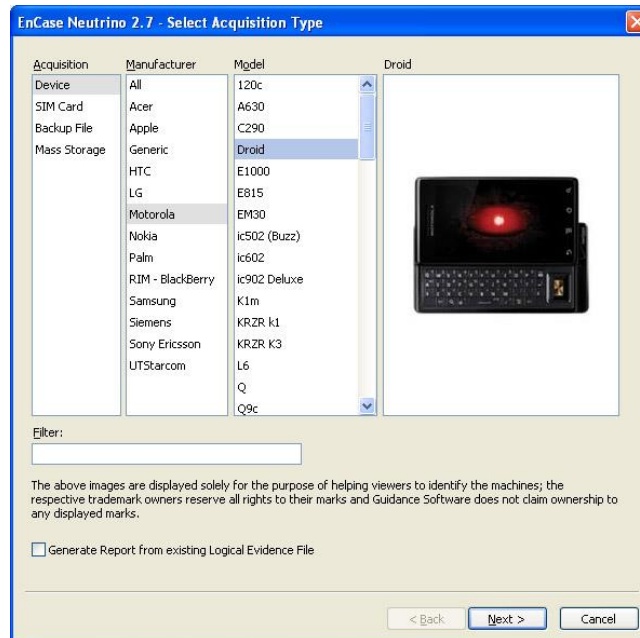 EnCase Neutrino 2.7 - Select Acquisition Type
Acquisition
Device
SIM Card
Backup File
Mass Storage
Manufacturer
All
Acer
Apple
Generic
HTC
LG
Motorola
Nokia
Palm
RIM - BlackBerry
Samsung
Siemens
Sony Ericsson
UTStarcom
Model
120c
A630
C290
Droid
E1000
E815
EM30
ic502 (Buzz)
ic602
ic902 Deluxe
K1m
KRZR k1
KRZR K3
L6
Q
Q9c
Droid
MOTOROLA
Filter:
The above images are displayed solely for the purpose of helping viewers to identify the machines; the
respective trademark owners reserve all rights to their marks and Guidance Software does not claim ownership to
any displayed marks.
Generate Report from existing Logical Evidence File
< Back
Next >
Cancel